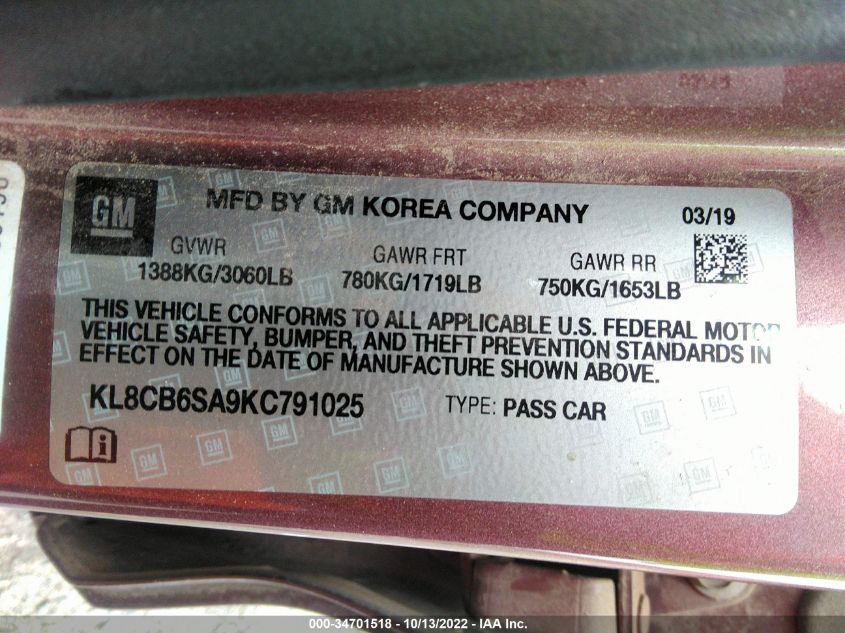 GM
MFD BY GM KOREA COMPANY
03/19
GVWR
1388KG/3060LB
GAWR FRT
780KG/1719LB
GAWR RR
750KG/1653LB
THIS VEHICLE CONFORMS TO ALL APPLICABLE U.S. FEDERAL MOTOR
VEHICLE SAFETY, BUMPER, AND THEFT PREVENTION STANDARDS IN
EFFECT ON THE DATE OF MANUFACTURE SHOWN ABOVE.
KL8CB6SA9KC791025
TYPE: PASS CAR
000-34701518 - 10/13/2022 - IAAI.COM.